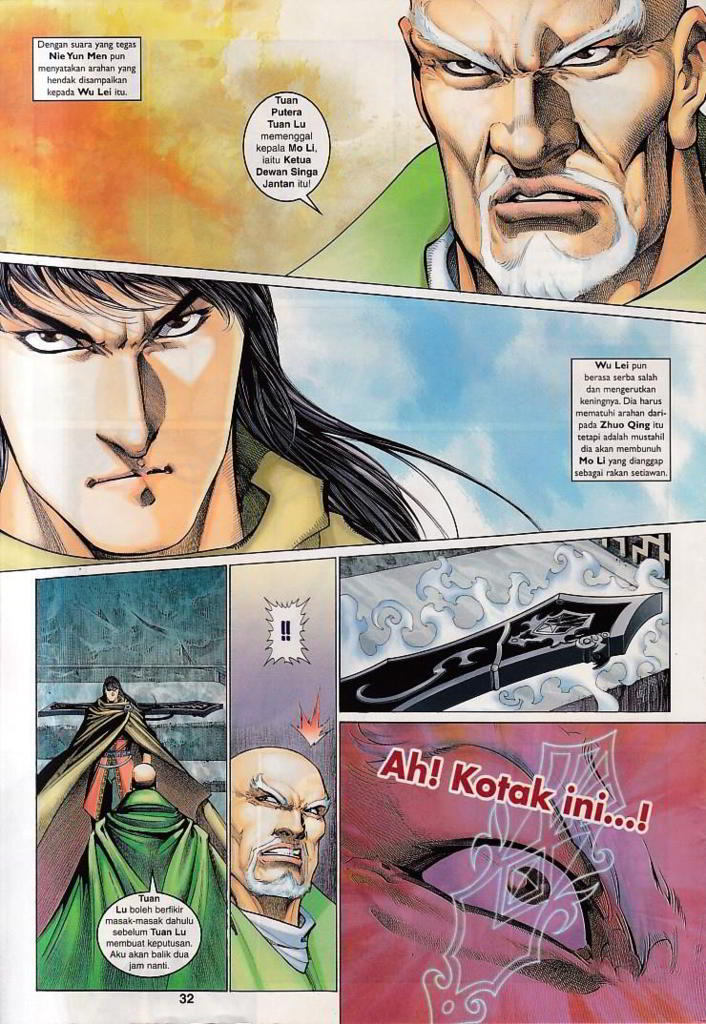 Dengan suara yang tegas
Nie Yun Men pun
menyatakan arahan yang
hendak disampaikan
kepada Wu Lei itu.
Tuan
Putera
Tuan Lu
memenggal
kepala Mo Li,
iaitu Ketua
Dewan Singa
Jantan itu!
Wu Lei pun
berasa serba salah
dan mengerutkan
keningnya. Dia harus
mematuhi arahan dari-
pada Zhuo Qing itu
tetapi adalah mustahil
dia akan membunuh
Mo Li yang dianggap
sebagai rakan setiawan.
Tuan
Lu boleh berfikir
masak-masak dahulu
sebelum Tuan Lu
membuat keputusan.
Aku akan balik dua
jam nanti.
!!
Ah! Kotak ini...!
32